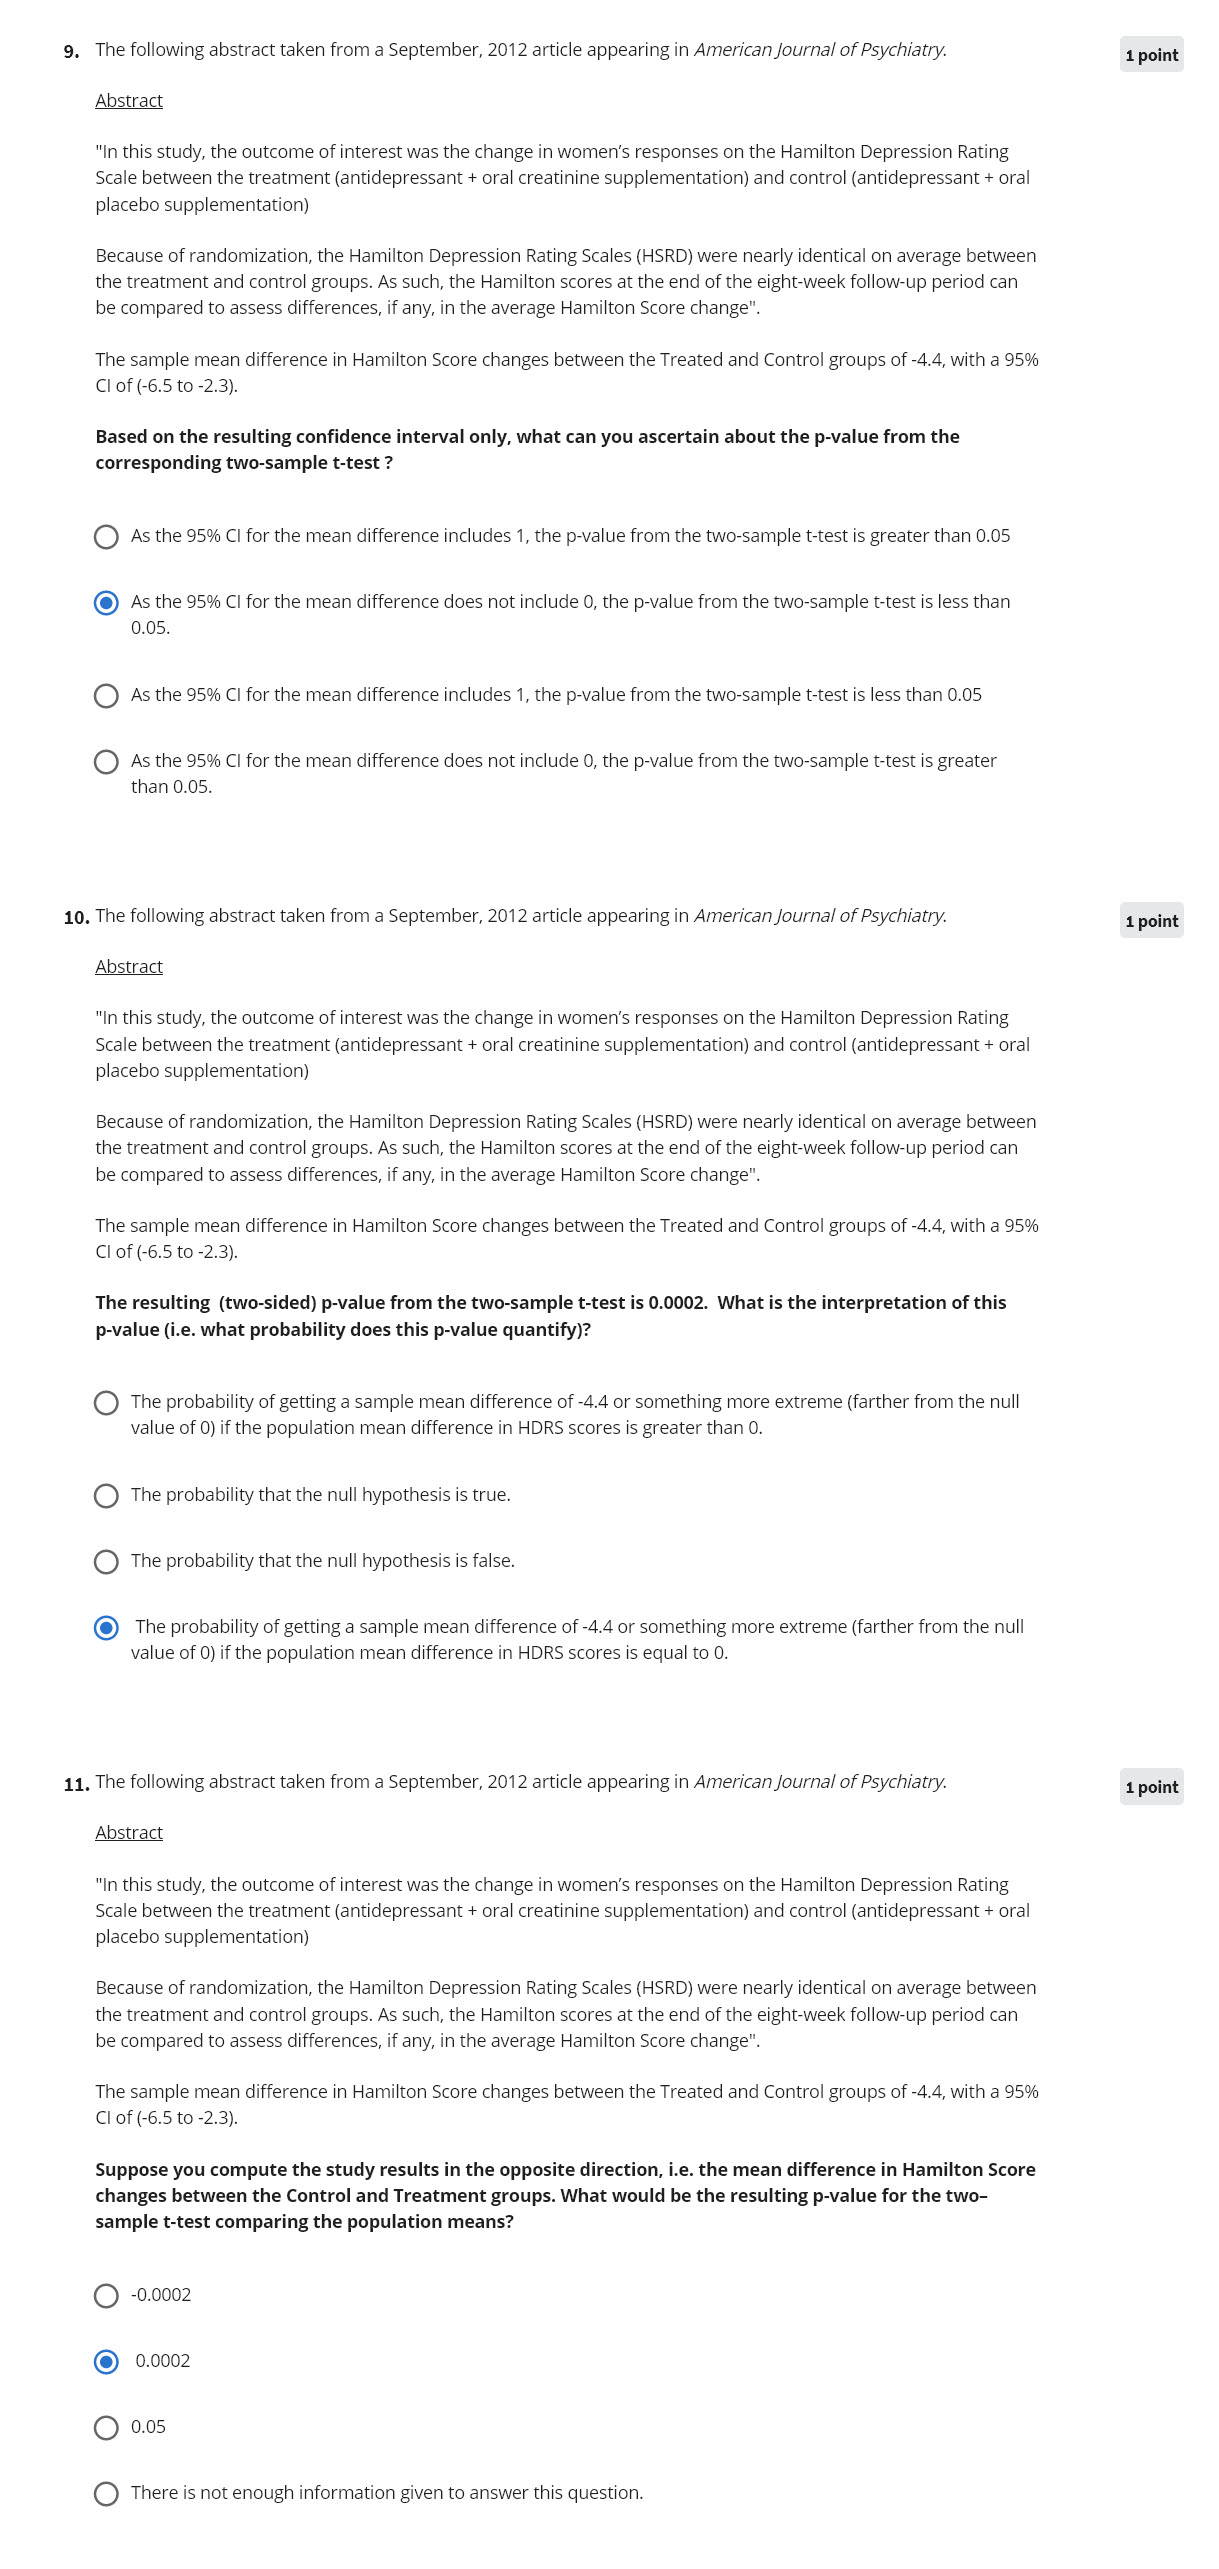 9. The following abstract taken from a September, 2012 article appearing in American Journal of Psychiatry.
1 point
Abstract
"In this study, the outcome of interest was the change in women’s responses on the Hamilton Depression Rating
Scale between the treatment (antidepressant + oral creatinine supplementation) and control (antidepressant + oral
placebo supplementation)
Because of randomization, the Hamilton Depression Rating Scales (HSRD) were nearly identical on average between
the treatment and control groups. As such, the Hamilton scores at the end of the eight-week follow-up period can
be compared to assess differences, if any, in the average Hamilton Score change".
The sample mean difference in Hamilton Score changes between the Treated and Control groups of -4.4, with a 95%
CI of (-6.5 to -2.3).
Based on the resulting confidence interval only, what can you ascertain about the p-value from the
corresponding two-sample t-test ?
As the 95% CI for the mean difference includes 1, the p-value from the two-sample t-test is greater than 0.05
As the 95% CI for the mean difference does not include 0, the p-value from the two-sample t-test is less than
0.05.
As the 95% CI for the mean difference includes 1, the p-value from the two-sample t-test is less than 0.05
As the 95% CI for the mean difference does not include 0, the p-value from the two-sample t-test is greater
than 0.05.
10. The following abstract taken from a September, 2012 article appearing in American Journal of Psychiatry.
1 point
Abstract
"In this study, the outcome of interest was the change in women’s responses on the Hamilton Depression Rating
Scale between the treatment (antidepressant + oral creatinine supplementation) and control (antidepressant + oral
placebo supplementation)
Because of randomization, the Hamilton Depression Rating Scales (HSRD) were nearly identical on average between
the treatment and control groups. As such, the Hamilton scores at the end of the eight-week follow-up period can
be compared to assess differences, if any, in the average Hamilton Score change".
The sample mean difference in Hamilton Score changes between the Treated and Control groups of -4.4, with a 95%
CI of (-6.5 to -2.3).
The resulting (two-sided) p-value from the two-sample t-test is 0.0002. What is the interpretation of this
p-value (i.e. what probability does this p-value quantify)?
The probability of getting a sample mean difference of -4.4 or something more extreme (farther from the null
value of 0) if the population mean difference in HDRS scores is greater than 0.
The probability that the null hypothesis is true.
The probability that the null hypothesis is false.
The probability of getting a sample mean difference of -4.4 or something more extreme (farther from the null
value of 0) if the population mean difference in HDRS scores is equal to 0.
11. The following abstract taken from a September, 2012 article appearing in American Journal of Psychiatry.
1 point
Abstract
"In this study, the outcome of interest was the change in women’s responses on the Hamilton Depression Rating
Scale between the treatment (antidepressant + oral creatinine supplementation) and control (antidepressant + oral
placebo supplementation)
Because of randomization, the Hamilton Depression Rating Scales (HSRD) were nearly identical on average between
the treatment and control groups. As such, the Hamilton scores at the end of the eight-week follow-up period can
be compared to assess differences, if any, in the average Hamilton Score change".
The sample mean difference in Hamilton Score changes between the Treated and Control groups of -4.4, with a 95%
CI of (-6.5 to -2.3).
Suppose you compute the study results in the opposite direction, i.e. the mean difference in Hamilton Score
changes between the Control and Treatment groups. What would be the resulting p-value for the two–
sample t-test comparing the population means?
-0.0002
0.0002
0.05
There is not enough information given to answer this question.